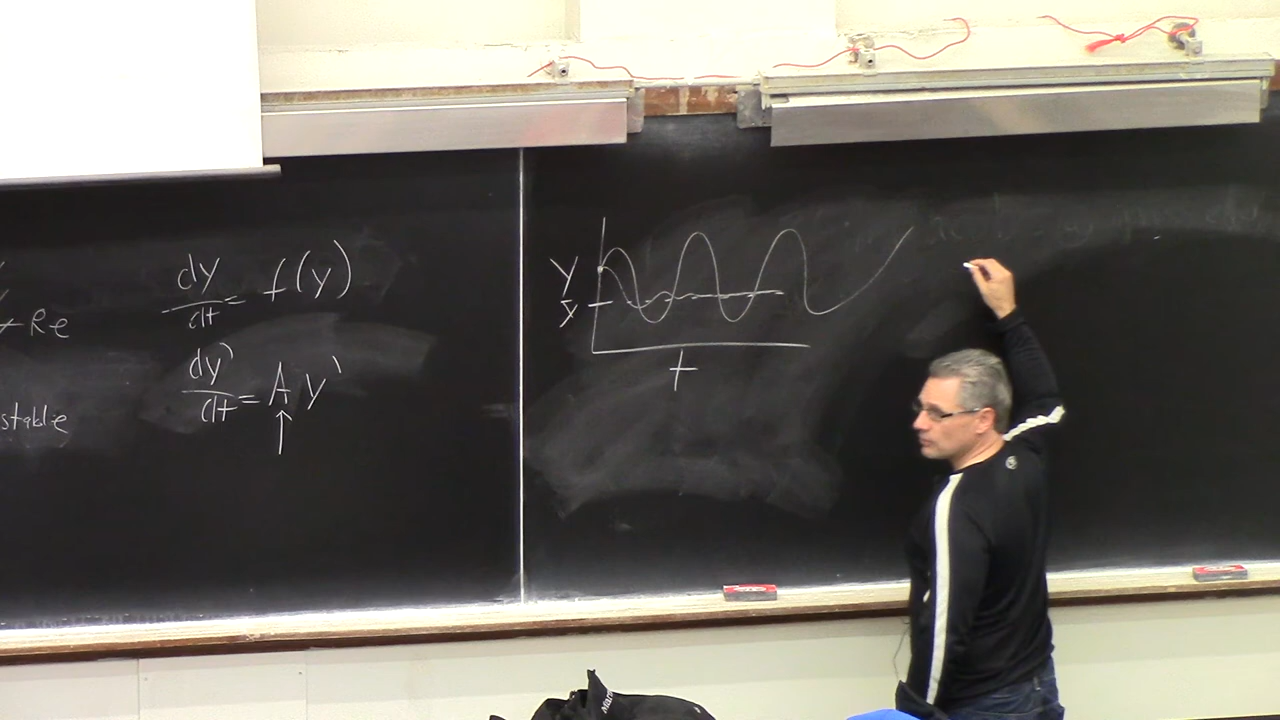 Re
stable
dy/dt = f(y)
dy'/dt = A y'
y
ȳ
t